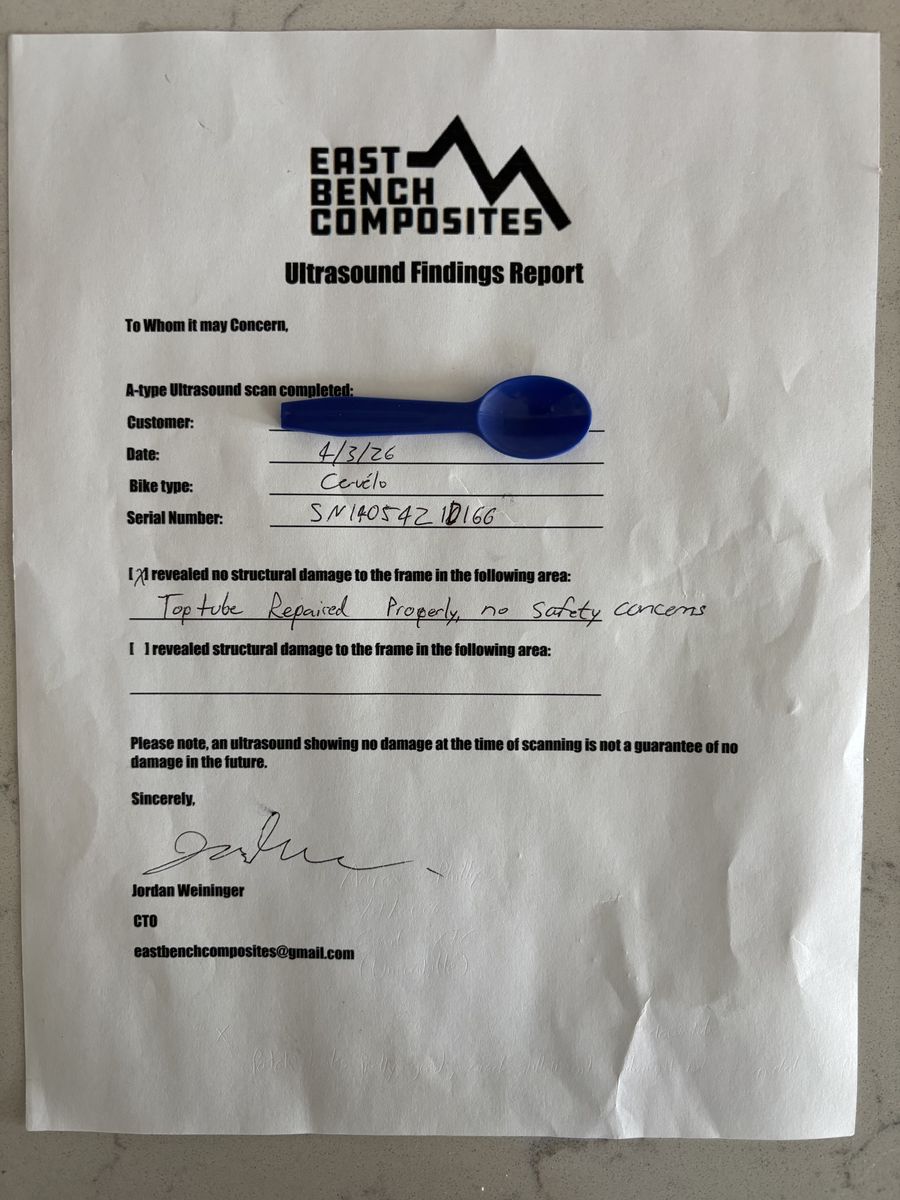 EAST
BENCH
COMPOSITES
Ultrasound Findings Report
To Whom it may Concern,
A-type Ultrasound scan completed:
Customer:
Date: 4/3/26
Bike type: Cervélo
Serial Number:
[X] revealed no structural damage to the frame in the following area:
Top tube Repaired Properly, no safety concerns
[ ] revealed structural damage to the frame in the following area:
Please note, an ultrasound showing no damage at the time of scanning is not a guarantee of no
damage in the future.
Sincerely,
Jordan Weininger
CTO
eastbenchcomposites@gmail.com